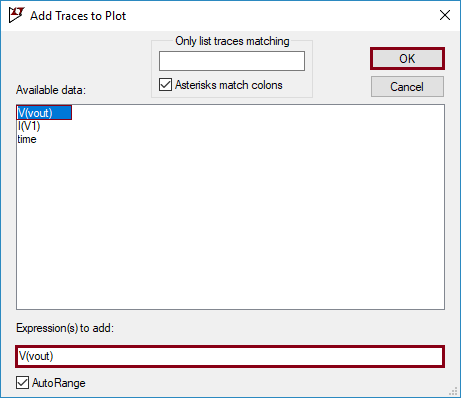 Add Traces to Plot
Only list traces matching
OK
Asterisks match colons
Cancel
Available data:
V(vout)
I(V1)
time
Expression(s) to add:
V(vout)
AutoRange